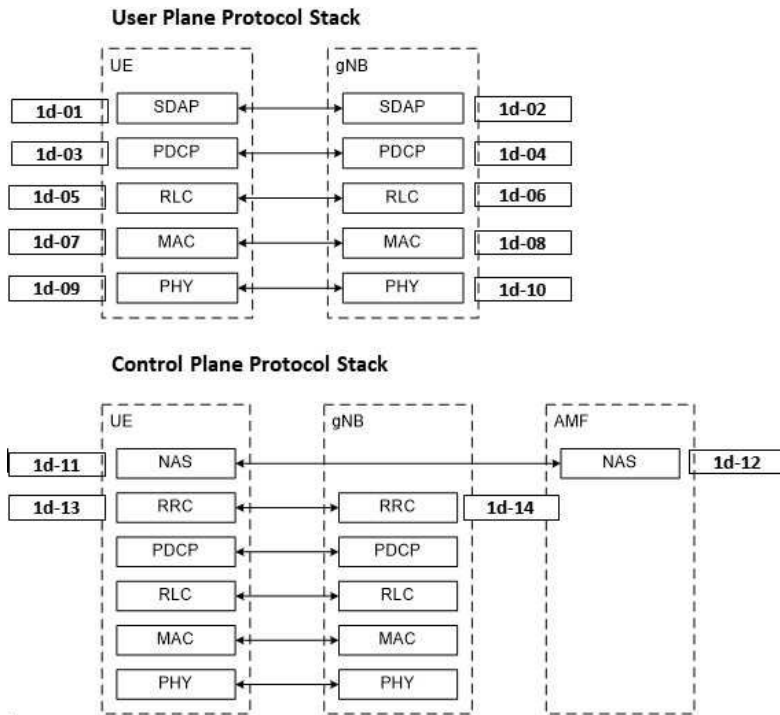 User Plane Protocol Stack
UE gNB
1d-01 SDAP SDAP 1d-02
1d-03 PDCP PDCP 1d-04
1d-05 RLC RLC 1d-06
1d-07 MAC MAC 1d-08
1d-09 PHY PHY 1d-10
Control Plane Protocol Stack
UE gNB AMF
1d-11 NAS NAS 1d-12
1d-13 RRC RRC 1d-14
PDCP PDCP
RLC RLC
MAC MAC
PHY PHY